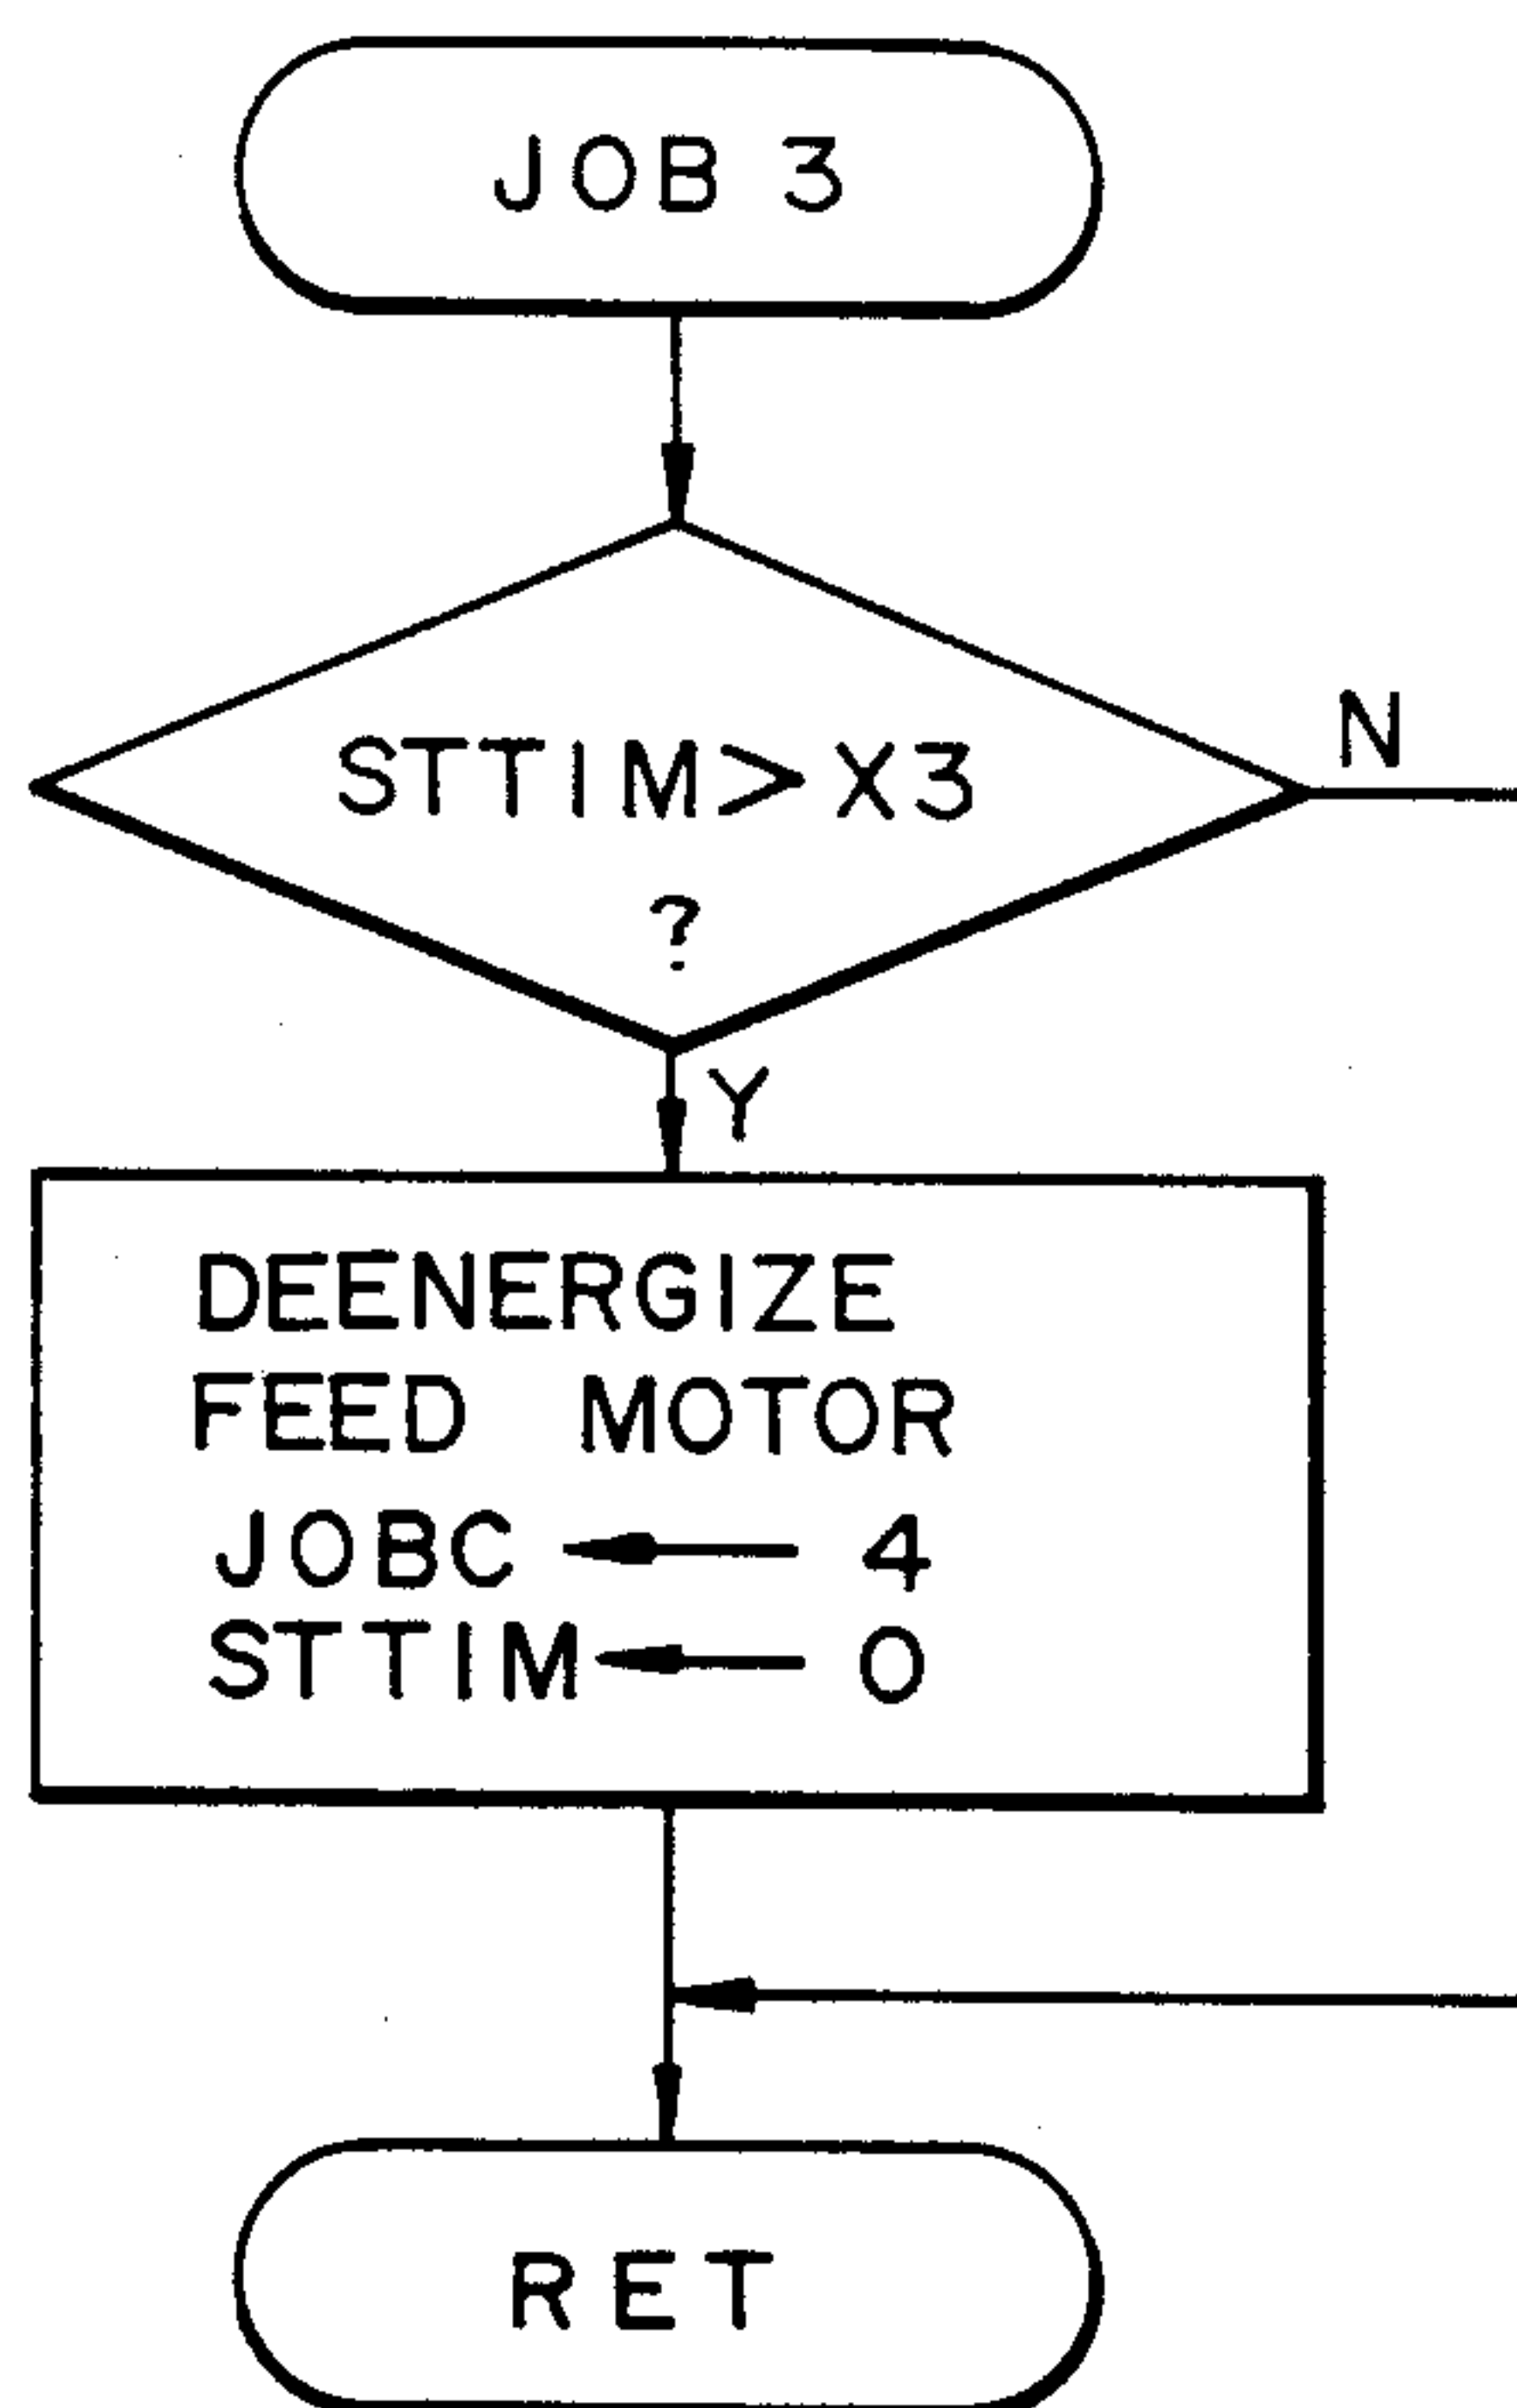 JOB 3
STTIM>X3
?
N
Y
DEENERGIZE
FEED MOTOR
JOBC ← 4
STTIM ← 0
RET